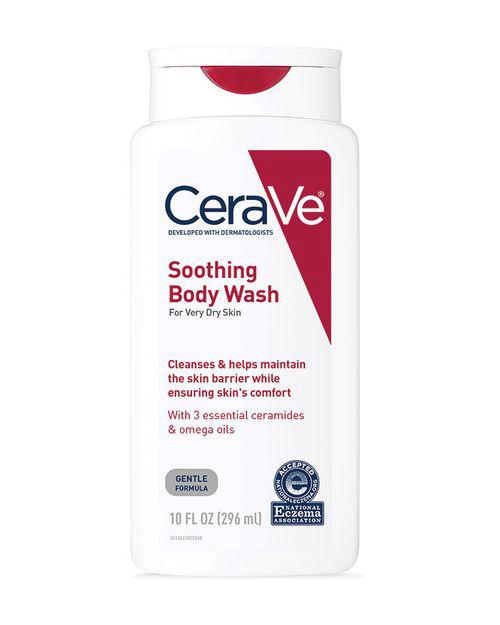 CeraVe®
DEVELOPED WITH DERMATOLOGISTS
Soothing
Body Wash
For Very Dry Skin
Cleanses & helps maintain
the skin barrier while
ensuring skin's comfort
With 3 essential ceramides
& omega oils
GENTLE
FORMULA
ACCEPTED
NATIONALECZEMA.ORG
NATIONAL
Eczema
ASSOCIATION
10 FL OZ (296 ml)